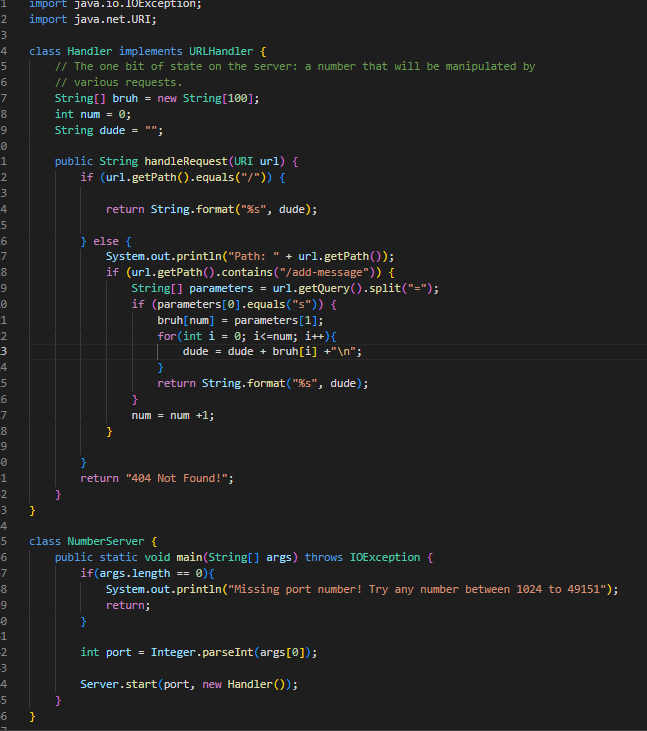 1 import java.io.IOException;
2 import java.net.URI;
3
4 class Handler implements URLHandler {
5 // The one bit of state on the server: a number that will be manipulated by
6 // various requests.
7 String[] bruh = new String[100];
8 int num = 0;
9 String dude = "";
0
1 public String handleRequest(URI url) {
2 if (url.getPath().equals("/")) {
3
4 return String.format("%s", dude);
5
6 } else {
7 System.out.println("Path: " + url.getPath());
8 if (url.getPath().contains("/add-message")) {
9 String[] parameters = url.getQuery().split("=");
0 if (parameters[0].equals("s")) {
1 bruh[num] = parameters[1];
2 for(int i = 0; i<=num; i++){
3 dude = dude + bruh[i] +"\n";
4 }
5 return String.format("%s", dude);
6 }
7 num = num +1;
8 }
9
0 }
1 return "404 Not Found!";
2 }
3 }
4
5 class NumberServer {
6 public static void main(String[] args) throws IOException {
7 if(args.length == 0){
8 System.out.println("Missing port number! Try any number between 1024 to 49151");
9 return;
0 }
1
2 int port = Integer.parseInt(args[0]);
3
4 Server.start(port, new Handler());
5 }
6 }